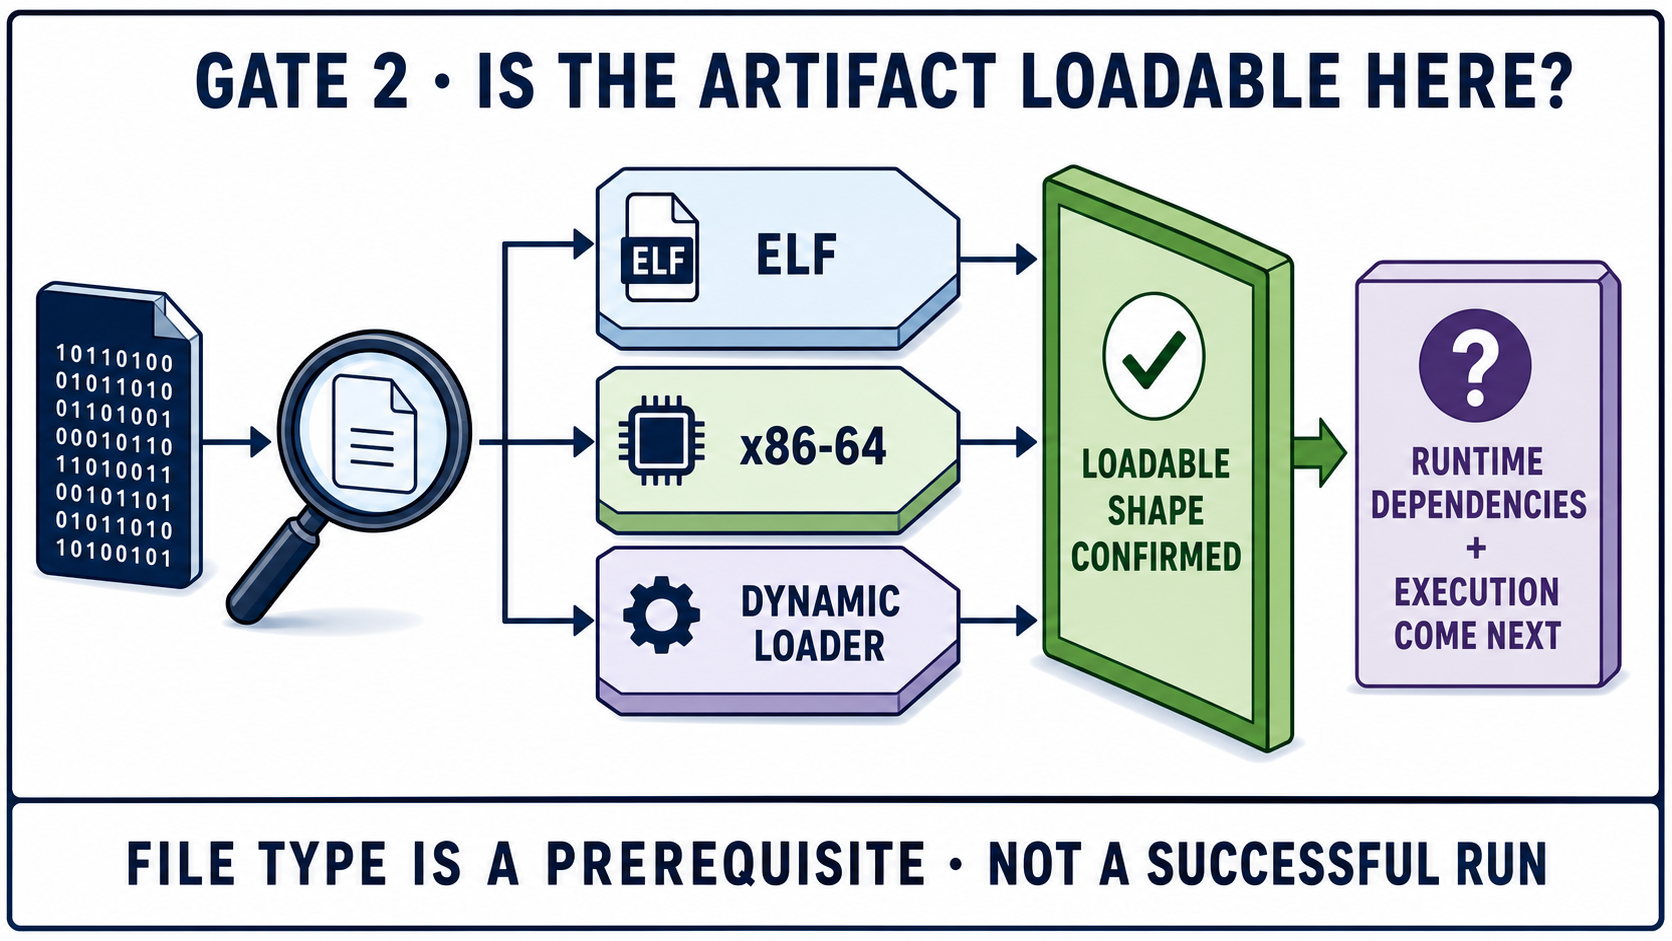 GATE 2 · IS THE ARTIFACT LOADABLE HERE?
10110100
01011010
01101001
00010110
11010011
00101101
01011010
10100101
ELF
ELF
x86-64
DYNAMIC
LOADER
LOADABLE
SHAPE
CONFIRMED
?
RUNTIME
DEPENDENCIES
+
EXECUTION
COME NEXT
FILE TYPE IS A PREREQUISITE · NOT A SUCCESSFUL RUN